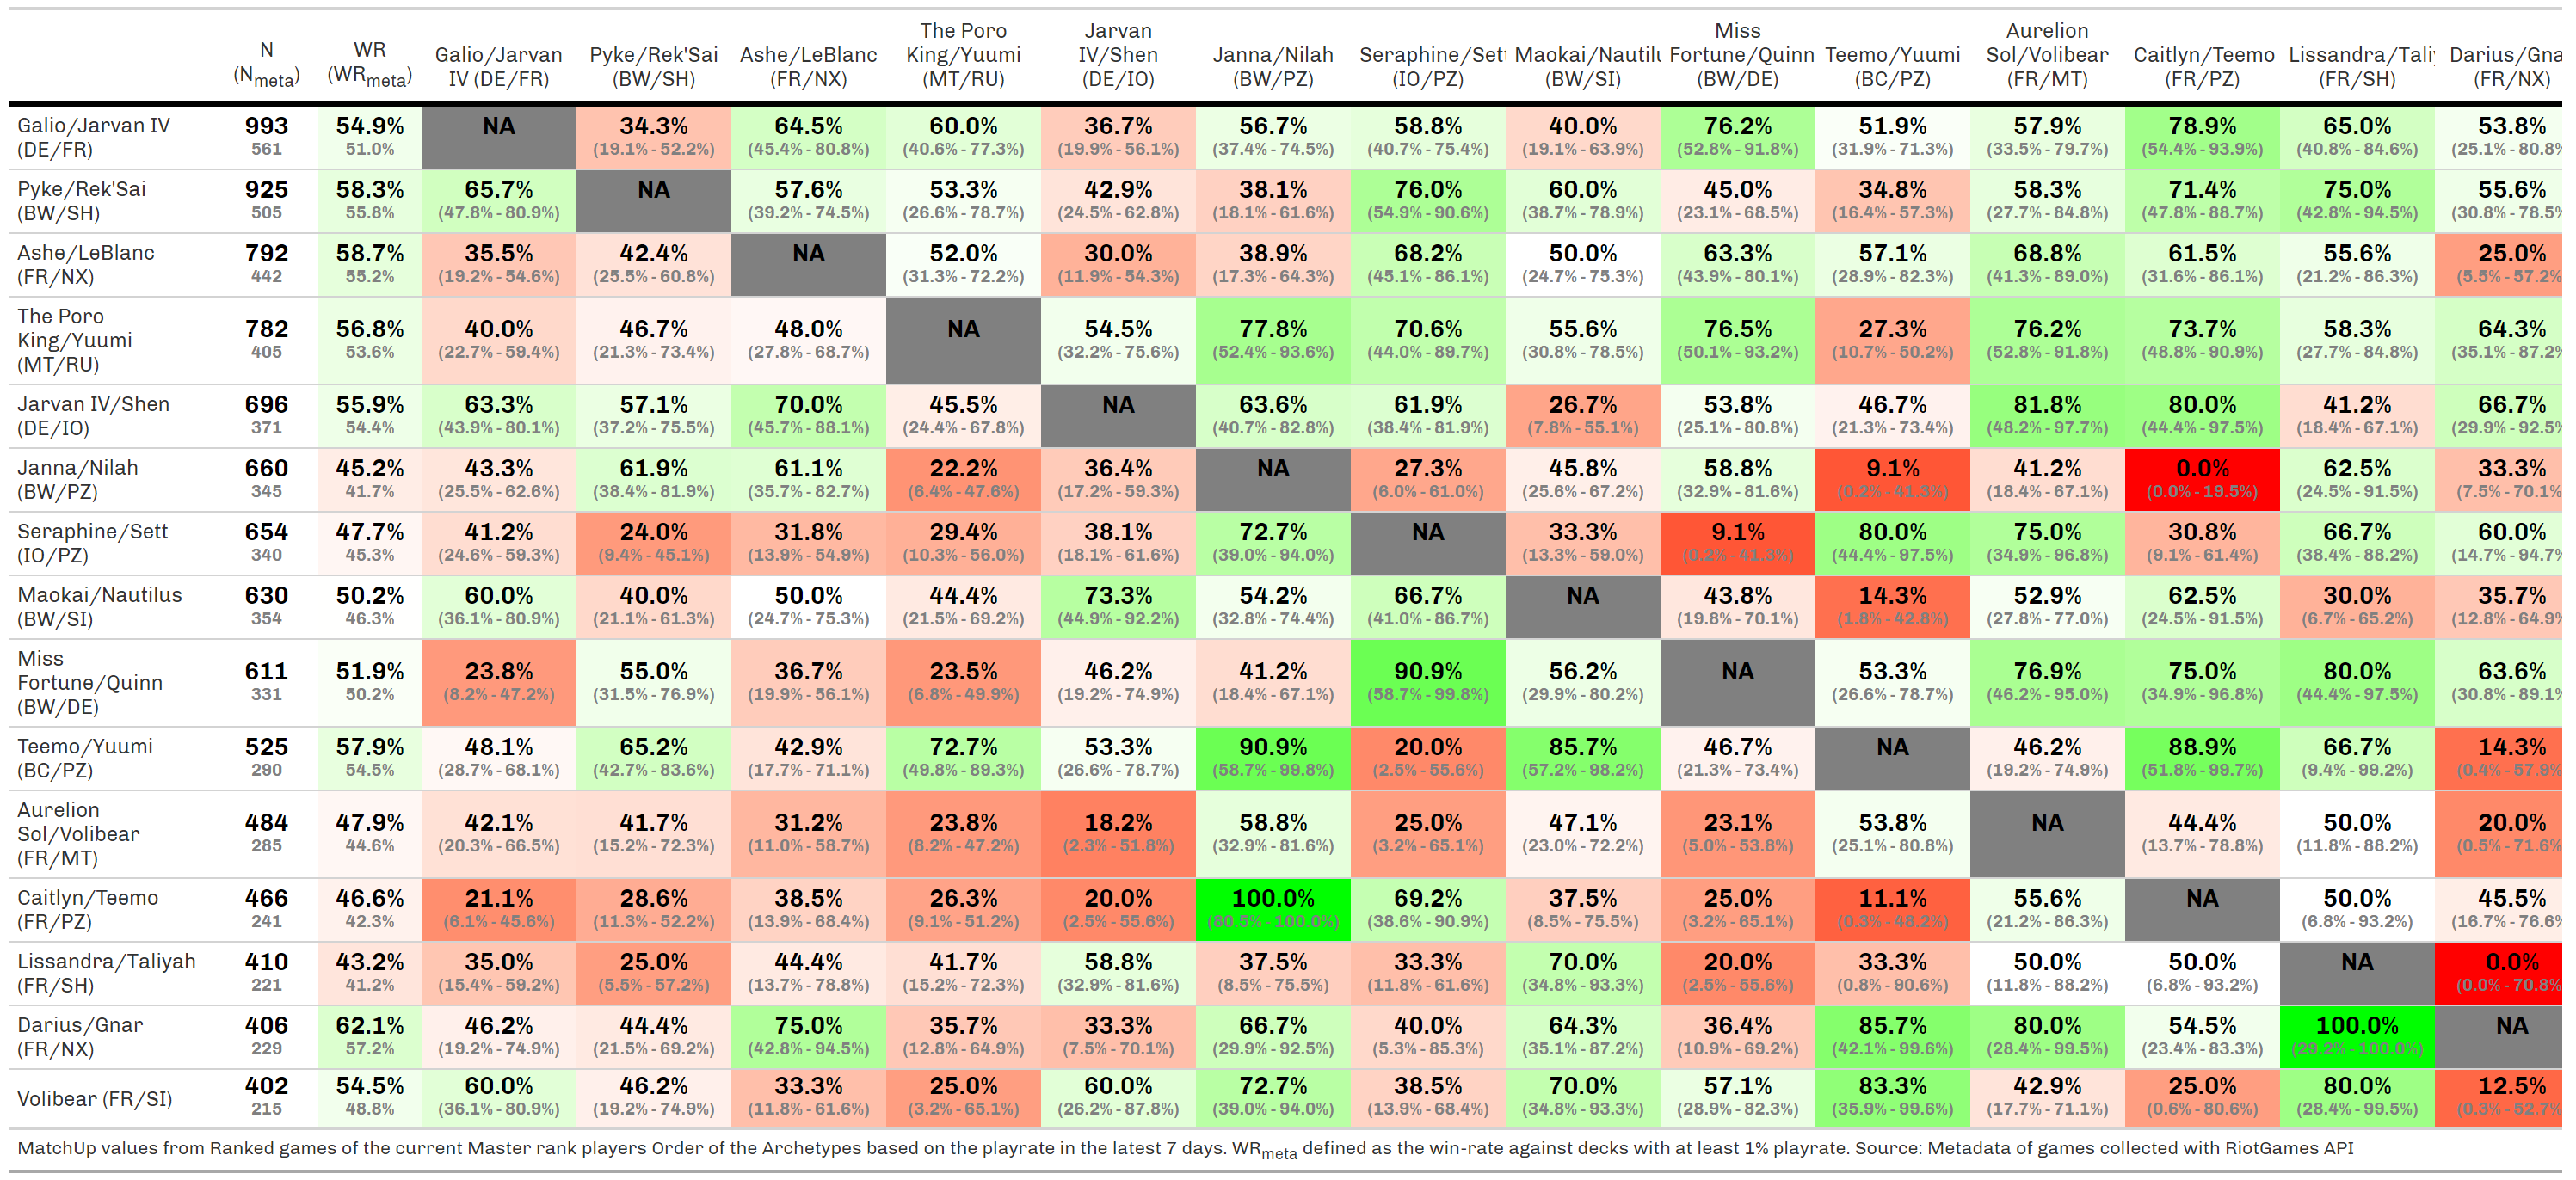 The Poro Jarvan Miss Aurelion
N WR Galio/Jarvan Pyke/Rek'Sai Ashe/LeBlanc King/Yuumi IV/Shen Janna/Nilah Seraphine/Sett Maokai/Nautilu Fortune/Quinn Teemo/Yuumi Sol/Volibear Caitlyn/Teemo Lissandra/Taliy Darius/Gna
(Nmeta) (WRmeta) IV (DE/FR) (BW/SH) (FR/NX) (MT/RU) (DE/IO) (BW/PZ) (IO/PZ) (BW/SI) (BW/DE) (BC/PZ) (FR/MT) (FR/PZ) (FR/SH) (FR/NX)
Galio/Jarvan IV 993 54.9% NA 34.3% 64.5% 60.0% 36.7% 56.7% 58.8% 40.0% 76.2% 51.9% 57.9% 78.9% 65.0% 53.8%
(DE/FR) 561 51.0% (19.1% - 52.2%) (45.4% - 80.8%) (40.6% - 77.3%) (19.9% - 56.1%) (37.4% - 74.5%) (40.7% - 75.4%) (19.1% - 63.9%) (52.8% - 91.8%) (31.9% - 71.3%) (33.5% - 79.7%) (54.4% - 93.9%) (40.8% - 84.6%) (25.1% - 80.8%
Pyke/Rek'Sai 925 58.3% 65.7% NA 57.6% 53.3% 42.9% 38.1% 76.0% 60.0% 45.0% 34.8% 58.3% 71.4% 75.0% 55.6%
(BW/SH) 505 55.8% (47.8% - 80.9%) (39.2% - 74.5%) (26.6% - 78.7%) (24.5% - 62.8%) (18.1% - 61.6%) (54.9% - 90.6%) (38.7% - 78.9%) (23.1% - 68.5%) (16.4% - 57.3%) (27.7% - 84.8%) (47.8% - 88.7%) (42.8% - 94.5%) (30.8% - 78.5%
Ashe/LeBlanc 792 58.7% 35.5% 42.4% NA 52.0% 30.0% 38.9% 68.2% 50.0% 63.3% 57.1% 68.8% 61.5% 55.6% 25.0%
(FR/NX) 442 55.2% (19.2% - 54.6%) (25.5% - 60.8%) (31.3% - 72.2%) (11.9% - 54.3%) (17.3% - 64.3%) (45.1% - 86.1%) (24.7% - 75.3%) (43.9% - 80.1%) (28.9% - 82.3%) (41.3% - 89.0%) (31.6% - 86.1%) (21.2% - 86.3%) (5.5% - 57.2%
The Poro
King/Yuumi 782 56.8% 40.0% 46.7% 48.0% NA 54.5% 77.8% 70.6% 55.6% 76.5% 27.3% 76.2% 73.7% 58.3% 64.3%
(MT/RU) 405 53.6% (22.7% - 59.4%) (21.3% - 73.4%) (27.8% - 68.7%) (32.2% - 75.6%) (52.4% - 93.6%) (44.0% - 89.7%) (30.8% - 78.5%) (50.1% - 93.2%) (10.7% - 50.2%) (52.8% - 91.8%) (48.8% - 90.9%) (27.7% - 84.8%) (35.1% - 87.2%
Jarvan IV/Shen 696 55.9% 63.3% 57.1% 70.0% 45.5% NA 63.6% 61.9% 26.7% 53.8% 46.7% 81.8% 80.0% 41.2% 66.7%
(DE/IO) 371 54.4% (43.9% - 80.1%) (37.2% - 75.5%) (45.7% - 88.1%) (24.4% - 67.8%) (40.7% - 82.8%) (38.4% - 81.9%) (7.8% - 55.1%) (25.1% - 80.8%) (21.3% - 73.4%) (48.2% - 97.7%) (44.4% - 97.5%) (18.4% - 67.1%) (29.9% - 92.5%
Janna/Nilah 660 45.2% 43.3% 61.9% 61.1% 22.2% 36.4% NA 27.3% 45.8% 58.8% 9.1% 41.2% 0.0% 62.5% 33.3%
(BW/PZ) 345 41.7% (25.5% - 62.6%) (38.4% - 81.9%) (35.7% - 82.7%) (6.4% - 47.6%) (17.2% - 59.3%) (6.0% - 61.0%) (25.6% - 67.2%) (32.9% - 81.6%) (0.2% - 41.3%) (18.4% - 67.1%) (0.0% - 19.5%) (24.5% - 91.5%) (7.5% - 70.1%
Seraphine/Sett 654 47.7% 41.2% 24.0% 31.8% 29.4% 38.1% 72.7% NA 33.3% 9.1% 80.0% 75.0% 30.8% 66.7% 60.0%
(IO/PZ) 340 45.3% (24.6% - 59.3%) (9.4% - 45.1%) (13.9% - 54.9%) (10.3% - 56.0%) (18.1% - 61.6%) (39.0% - 94.0%) (13.3% - 59.0%) (0.2% - 41.3%) (44.4% - 97.5%) (34.9% - 96.8%) (9.1% - 61.4%) (38.4% - 88.2%) (14.7% - 94.7%
Maokai/Nautilus 630 50.2% 60.0% 40.0% 50.0% 44.4% 73.3% 54.2% 66.7% NA 43.8% 14.3% 52.9% 62.5% 30.0% 35.7%
(BW/SI) 354 46.3% (36.1% - 80.9%) (21.1% - 61.3%) (24.7% - 75.3%) (21.5% - 69.2%) (44.9% - 92.2%) (32.8% - 74.4%) (41.0% - 86.7%) (19.8% - 70.1%) (1.8% - 42.8%) (27.8% - 77.0%) (24.5% - 91.5%) (6.7% - 65.2%) (12.8% - 64.9%
Miss
Fortune/Quinn 611 51.9% 23.8% 55.0% 36.7% 23.5% 46.2% 41.2% 90.9% 56.2% NA 53.3% 76.9% 75.0% 80.0% 63.6%
(BW/DE) 331 50.2% (8.2% - 47.2%) (31.5% - 76.9%) (19.9% - 56.1%) (6.8% - 49.9%) (19.2% - 74.9%) (18.4% - 67.1%) (58.7% - 99.8%) (29.9% - 80.2%) (26.6% - 78.7%) (46.2% - 95.0%) (34.9% - 96.8%) (44.4% - 97.5%) (30.8% - 89.1%
Teemo/Yuumi 525 57.9% 48.1% 65.2% 42.9% 72.7% 53.3% 90.9% 20.0% 85.7% 46.7% NA 46.2% 88.9% 66.7% 14.3%
(BC/PZ) 290 54.5% (28.7% - 68.1%) (42.7% - 83.6%) (17.7% - 71.1%) (49.8% - 89.3%) (26.6% - 78.7%) (58.7% - 99.8%) (2.5% - 55.6%) (57.2% - 98.2%) (21.3% - 73.4%) (19.2% - 74.9%) (51.8% - 99.7%) (9.4% - 99.2%) (0.4% - 57.9%
Aurelion
Sol/Volibear 484 47.9% 42.1% 41.7% 31.2% 23.8% 18.2% 58.8% 25.0% 47.1% 23.1% 53.8% NA 44.4% 50.0% 20.0%
(FR/MT) 285 44.6% (20.3% - 66.5%) (15.2% - 72.3%) (11.0% - 58.7%) (8.2% - 47.2%) (2.3% - 51.8%) (32.9% - 81.6%) (3.2% - 65.1%) (23.0% - 72.2%) (5.0% - 53.8%) (25.1% - 80.8%) (13.7% - 78.8%) (11.8% - 88.2%) (0.5% - 71.6%
Caitlyn/Teemo 466 46.6% 21.1% 28.6% 38.5% 26.3% 20.0% 100.0% 69.2% 37.5% 25.0% 11.1% 55.6% NA 50.0% 45.5%
(FR/PZ) 241 42.3% (6.1% - 45.6%) (11.3% - 52.2%) (13.9% - 68.4%) (9.1% - 51.2%) (2.5% - 55.6%) (80.5% - 100.0%) (38.6% - 90.9%) (8.5% - 75.5%) (3.2% - 65.1%) (0.3% - 48.2%) (21.2% - 86.3%) (6.8% - 93.2%) (16.7% - 76.6%
Lissandra/Taliyah 410 43.2% 35.0% 25.0% 44.4% 41.7% 58.8% 37.5% 33.3% 70.0% 20.0% 33.3% 50.0% 50.0% NA 0.0%
(FR/SH) 221 41.2% (15.4% - 59.2%) (5.5% - 57.2%) (13.7% - 78.8%) (15.2% - 72.3%) (32.9% - 81.6%) (8.5% - 75.5%) (11.8% - 61.6%) (34.8% - 93.3%) (2.5% - 55.6%) (0.8% - 90.6%) (11.8% - 88.2%) (6.8% - 93.2%) (0.0% - 70.8%
Darius/Gnar 406 62.1% 46.2% 44.4% 75.0% 35.7% 33.3% 66.7% 40.0% 64.3% 36.4% 85.7% 80.0% 54.5% 100.0% NA
(FR/NX) 229 57.2% (19.2% - 74.9%) (21.5% - 69.2%) (42.8% - 94.5%) (12.8% - 64.9%) (7.5% - 70.1%) (29.9% - 92.5%) (5.3% - 85.3%) (35.1% - 87.2%) (10.9% - 69.2%) (42.1% - 99.6%) (28.4% - 99.5%) (23.4% - 83.3%) (29.2% - 100.0%)
Volibear (FR/SI) 402 54.5% 60.0% 46.2% 33.3% 25.0% 60.0% 72.7% 38.5% 70.0% 57.1% 83.3% 42.9% 25.0% 80.0% 12.5%
215 48.8% (36.1% - 80.9%) (19.2% - 74.9%) (11.8% - 61.6%) (3.2% - 65.1%) (26.2% - 87.8%) (39.0% - 94.0%) (13.9% - 68.4%) (34.8% - 93.3%) (28.9% - 82.3%) (35.9% - 99.6%) (17.7% - 71.1%) (0.6% - 80.6%) (28.4% - 99.5%) (0.3% - 52.7%
MatchUp values from Ranked games of the current Master rank players Order of the Archetypes based on the playrate in the latest 7 days. WRmeta defined as the win-rate against decks with at least 1% playrate. Source: Metadata of games collected with RiotGames API